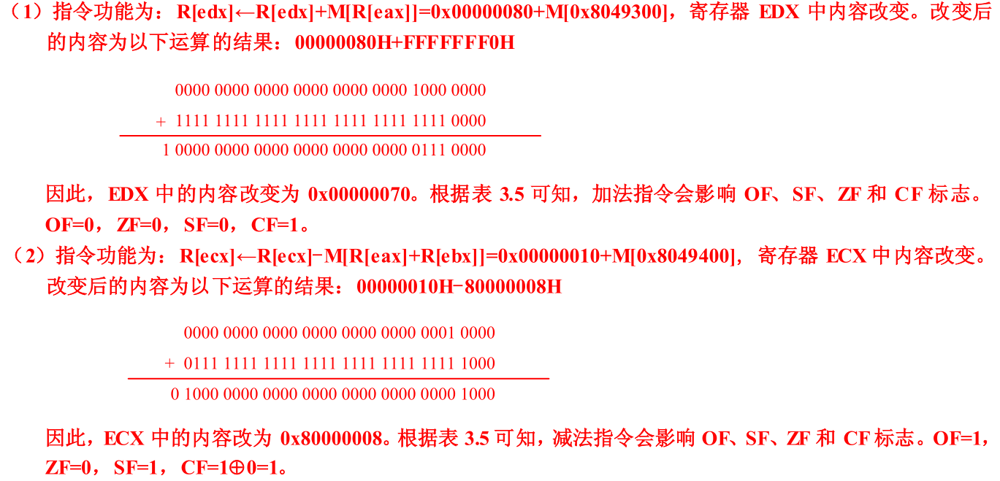 （1）指令功能为：R[edx]←R[edx]+M[R[eax]]=0x00000080+M[0x8049300]，寄存器 EDX 中内容改变。改变后
的内容为以下运算的结果：00000080H+FFFFFFF0H
0000 0000 0000 0000 0000 0000 1000 0000
+ 1111 1111 1111 1111 1111 1111 1111 0000
1 0000 0000 0000 0000 0000 0000 0111 0000
因此，EDX 中的内容改变为 0x00000070。根据表 3.5 可知，加法指令会影响 OF、SF、ZF 和 CF 标志。
OF=0，ZF=0，SF=0，CF=1。
（2）指令功能为：R[ecx]←R[ecx]-M[R[eax]+R[ebx]]=0x00000010+M[0x8049400]，寄存器 ECX 中内容改变。
改变后的内容为以下运算的结果：00000010H-80000008H
0000 0000 0000 0000 0000 0000 0001 0000
+ 0111 1111 1111 1111 1111 1111 1111 1000
0 1000 0000 0000 0000 0000 0000 0000 1000
因此，ECX 中的内容改为 0x80000008。根据表 3.5 可知，减法指令会影响 OF、SF、ZF 和 CF 标志。OF=1，
ZF=0，SF=1，CF=1⊕0=1。